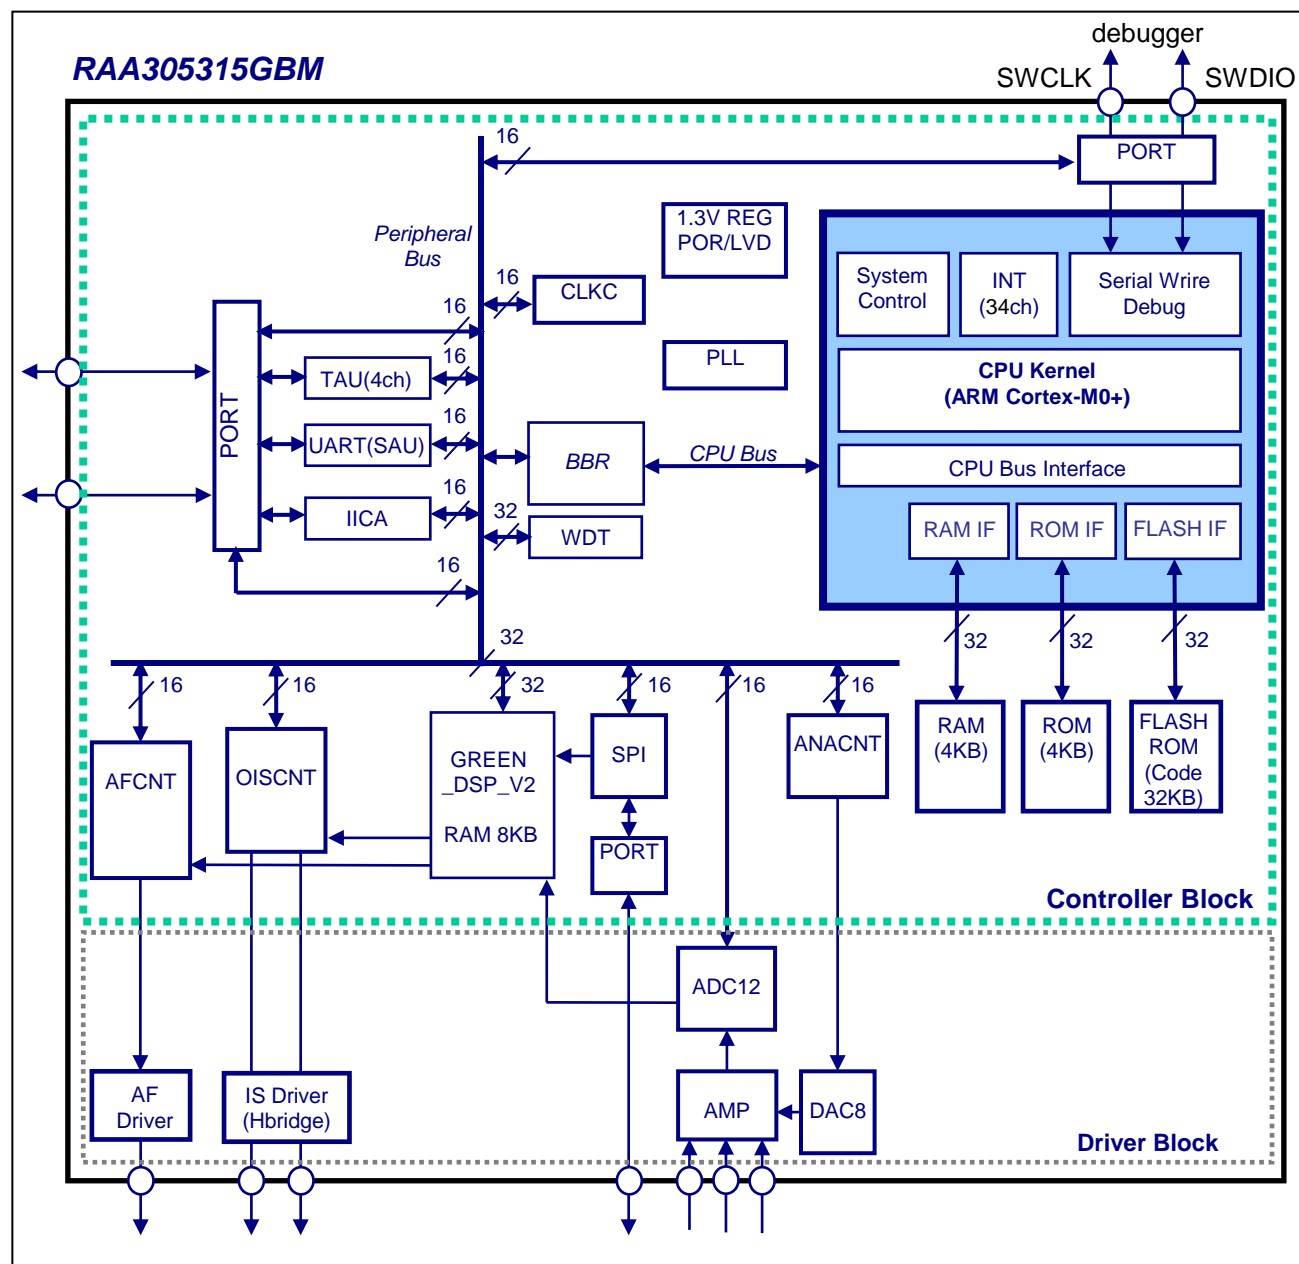 debugger
RAA305315GBM
SWCLK
SWDIO
16
PORT
1.3V REG
POR/LVD
Peripheral
Bus
System
Control
INT
(34ch)
Serial Wrire
Debug
16
CLKC
16
PORT
TAU(4ch)
16
PLL
CPU Kernel
(ARM Cortex-M0+)
UART(SAU)
16
BBR
CPU Bus
CPU Bus Interface
IICA
16
32
WDT
RAM IF
ROM IF
FLASH IF
16
32
32
32
32
16
16
32
16
16
16
AFCNT
OISCNT
GREEN
_DSP_V2
RAM 8KB
SPI
ANACNT
RAM
(4KB)
ROM
(4KB)
FLASH
ROM
(Code
32KB)
PORT
Controller Block
ADC12
AF
Driver
IS Driver
(Hbridge)
AMP
DAC8
Driver Block